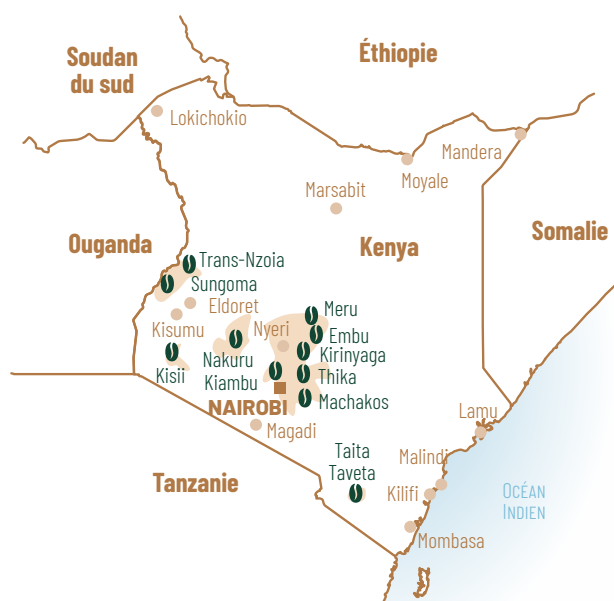 Soudan
du sud
Éthiopie
Lokichokio
Mandera
Moyale
Marsabit
Ouganda
Kenya
Somalie
Trans-Nzoia
Sungoma
Eldoret
Kisumu
Meru
Nyeri
Embu
Kirinyaga
Nakuru
Kisii
Kiambu
Thika
NAIROBI
Machakos
Magadi
Lamu
Taita
Taveta
Malindi
Tanzanie
Kilifi
Océan
Indien
Mombasa